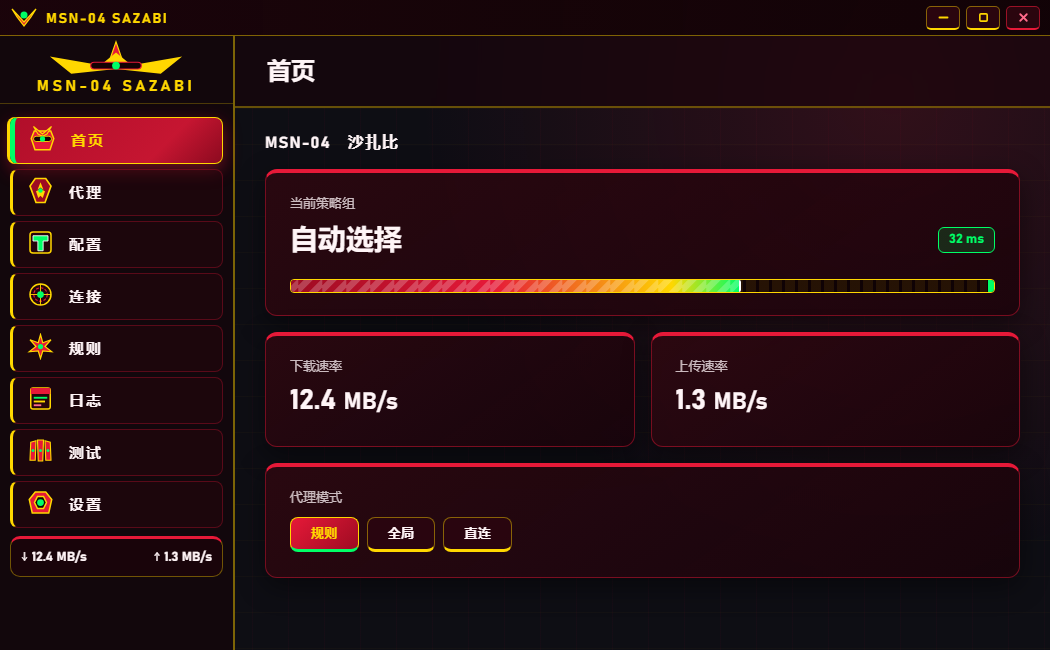 MSN-04 SAZABI
MSN-04 SAZABI
首页
代理
配置
连接
规则
日志
测试
设置
↓ 12.4 MB/s ↑ 1.3 MB/s
首页
MSN-04 沙扎比
当前策略组
自动选择
32 ms
下载速率
12.4 MB/s
上传速率
1.3 MB/s
代理模式
规则 全局 直连